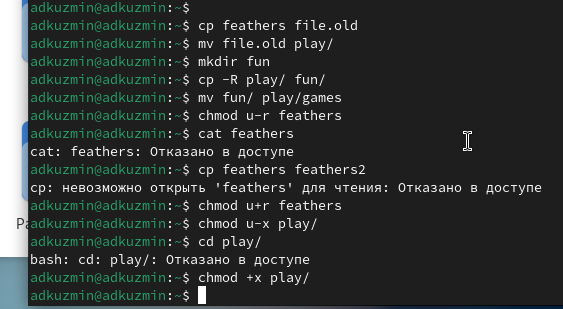 adkuzmin@adkuzmin:~$
adkuzmin@adkuzmin:~$ cp feathers file.old
adkuzmin@adkuzmin:~$ mv file.old play/
adkuzmin@adkuzmin:~$ mkdir fun
adkuzmin@adkuzmin:~$ cp -R play/ fun/
adkuzmin@adkuzmin:~$ mv fun/ play/games
adkuzmin@adkuzmin:~$ chmod u-r feathers
adkuzmin@adkuzmin:~$ cat feathers
cat: feathers: Отказано в доступе
adkuzmin@adkuzmin:~$ cp feathers feathers2
cp: невозможно открыть 'feathers' для чтения: Отказано в доступе
adkuzmin@adkuzmin:~$ chmod u+r feathers
adkuzmin@adkuzmin:~$ chmod u-x play/
adkuzmin@adkuzmin:~$ cd play/
bash: cd: play/: Отказано в доступе
adkuzmin@adkuzmin:~$ chmod +x play/
adkuzmin@adkuzmin:~$